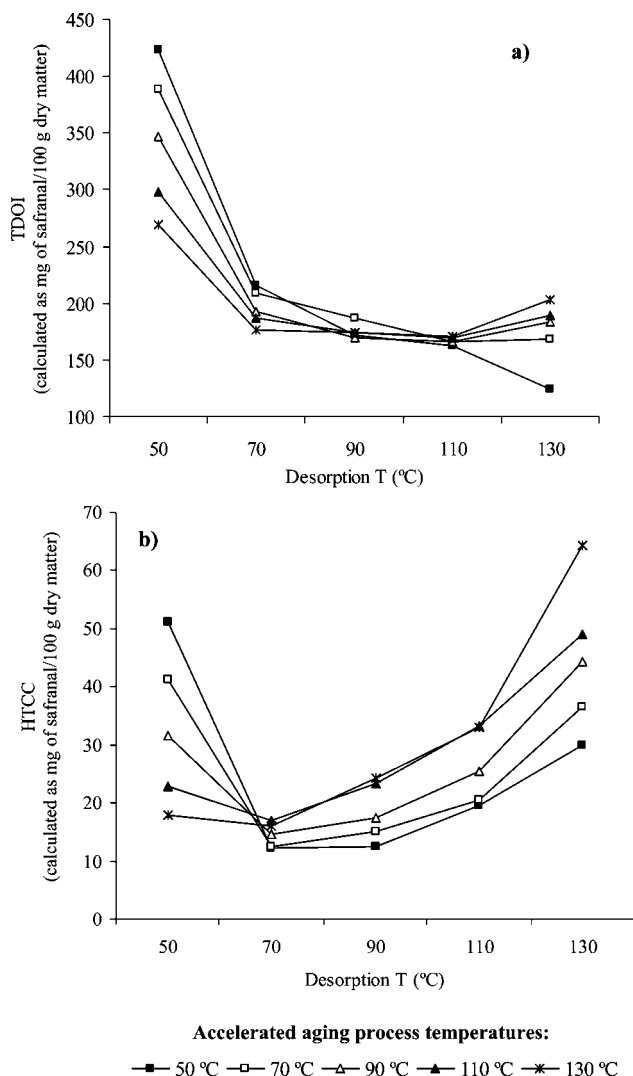 a)
450
400
350
300
250
200
150
100
TDOI
(calculated as mg of safranal/100 g dry matter)
50 70 90 110 130
Desorption T (ºC)
b)
70
60
50
40
30
20
10
0
HTCC
(calculated as mg of safranal/100 g dry matter)
50 70 90 110 130
Desorption T (ºC)
Accelerated aging process temperatures:
50 ºC 70 ºC 90 ºC 110 ºC 130 ºC